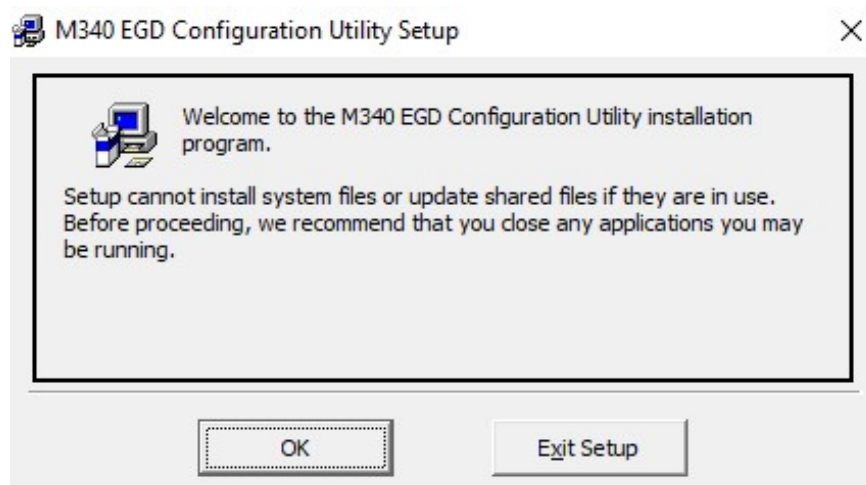 M340 EGD Configuration Utility Setup
Welcome to the M340 EGD Configuration Utility installation
program.
Setup cannot install system files or update shared files if they are in use.
Before proceeding, we recommend that you close any applications you may
be running.
OK
Exit Setup